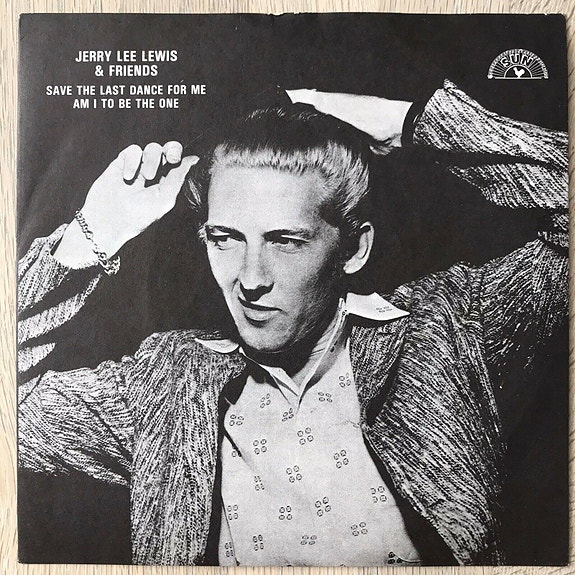 JERRY LEE LEWIS
& FRIENDS
SAVE THE LAST DANCE FOR ME
AM I TO BE THE ONE
SUN